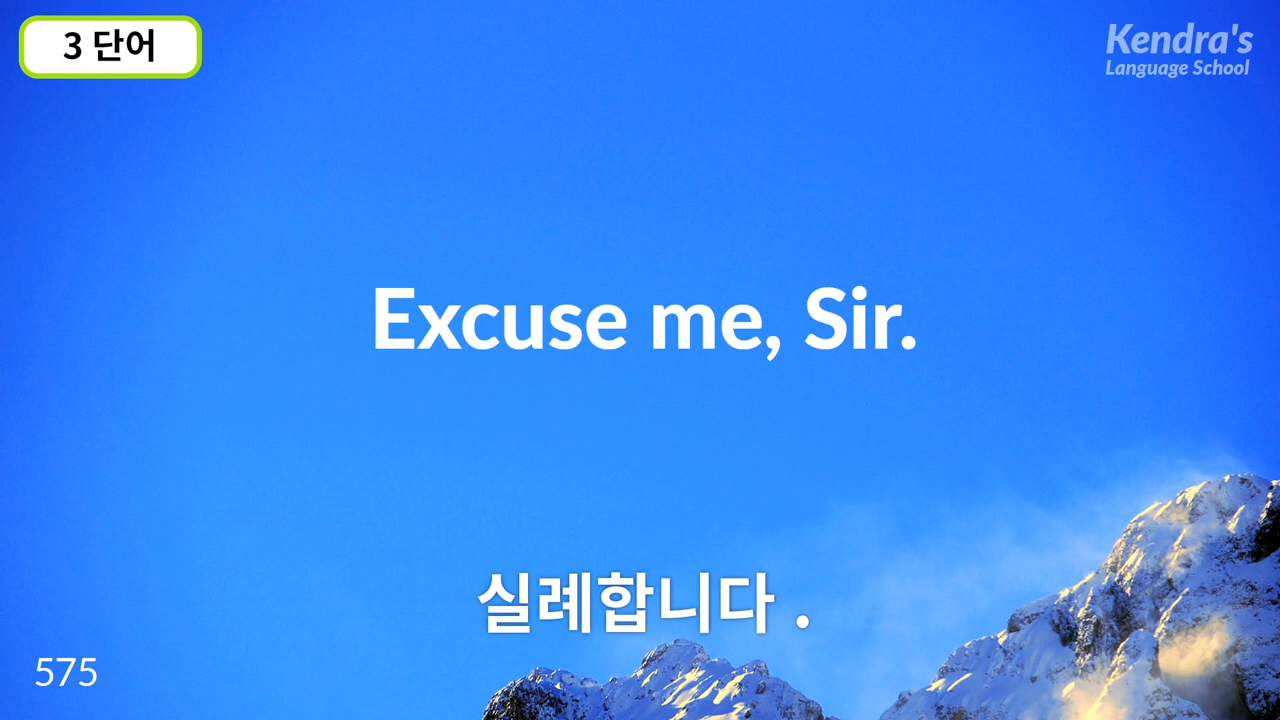 3 단어
Kendra's
Language School
Excuse me, Sir.
실례합니다 .
575